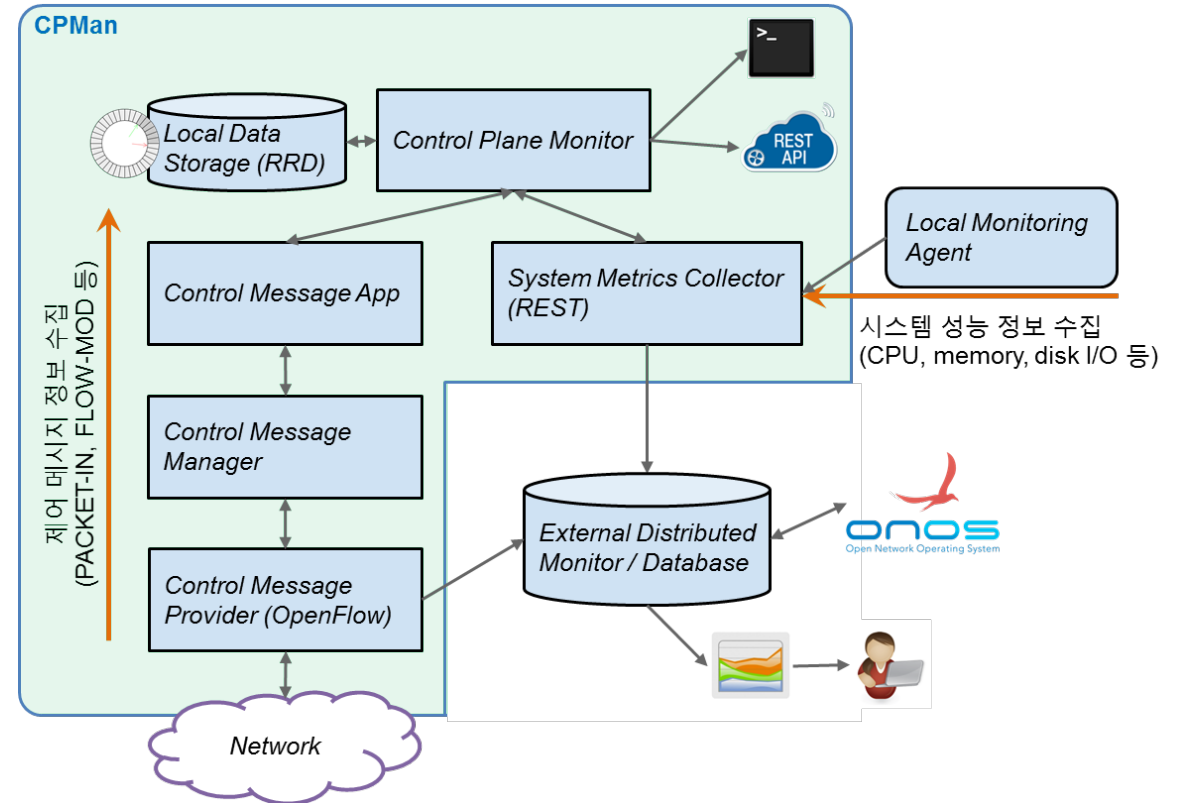 CPMan
>_
Local Data
Storage (RRD)
Control Plane Monitor
REST
API
Local Monitoring
Agent
Control Message App
System Metrics Collector
(REST)
시스템 성능 정보 수집
(CPU, memory, disk I/O 등)
제어 메시지 정보 수집
(PACKET-IN, FLOW-MOD 등)
Control Message
Manager
External Distributed
Monitor / Database
onos
Open Network Operating System
Control Message
Provider (OpenFlow)
Network